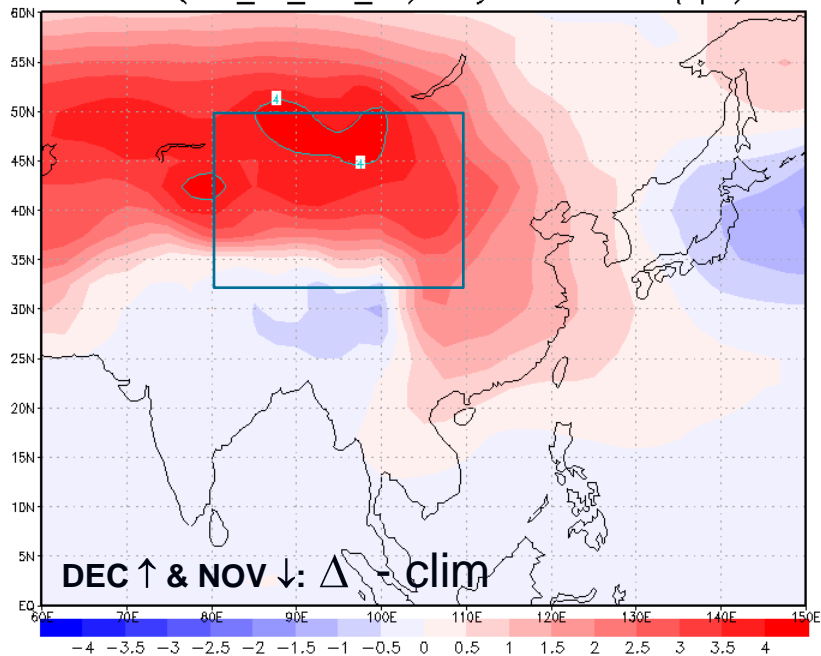 60N
55N
50N
45N
40N
35N
30N
25N
20N
15N
10N
5N
EQ
4
4
DEC ↑ & NOV ↓: Δ - clim
60E 70E 80E 90E 100E 110E 120E 130E 140E 150E
-4 -3.5 -3 -2.5 -2 -1.5 -1 -0.5 0 0.5 1 1.5 2 2.5 3 3.5 4